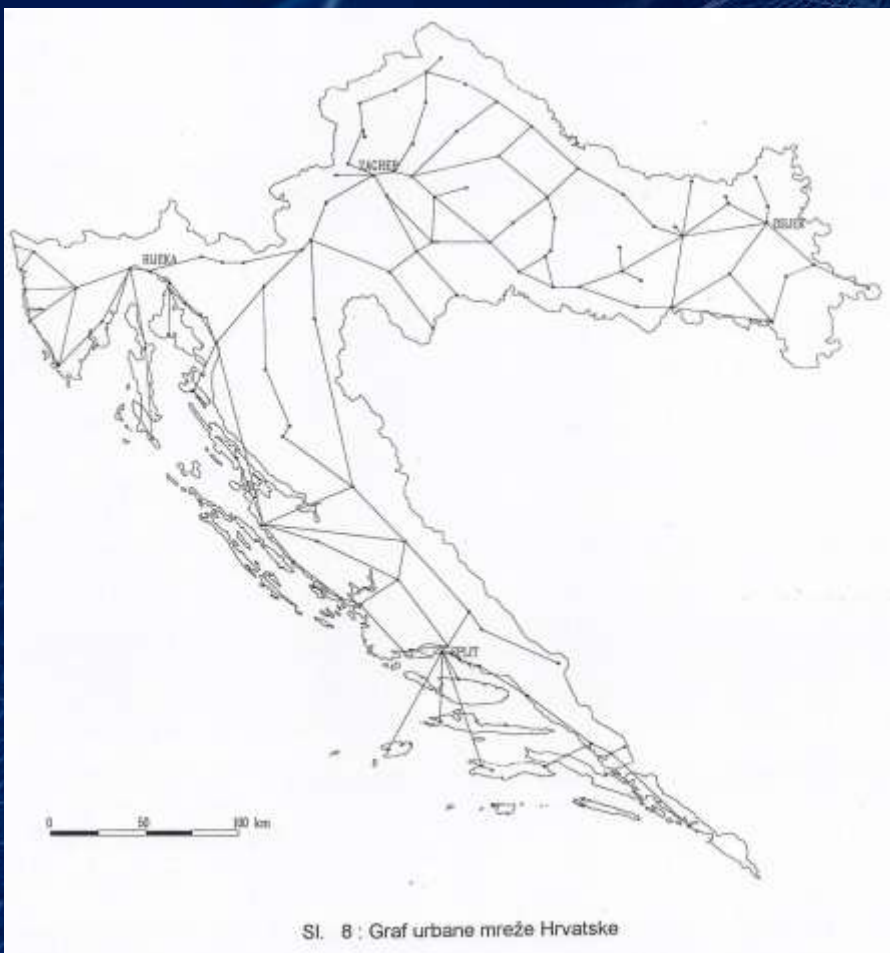 ZAGREB
OSIJEK
RIJEKA
SPLIT
0 50 100 km
Sl. 8 : Graf urbane mreže Hrvatske